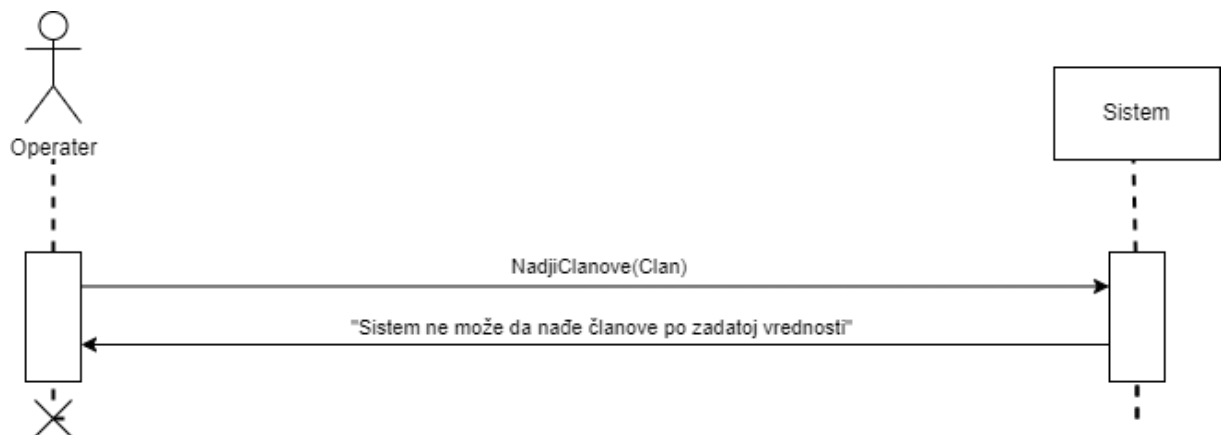 Operater
Sistem
NadjiClanove(Clan)
"Sistem ne može da nađe članove po zadatoj vrednosti"